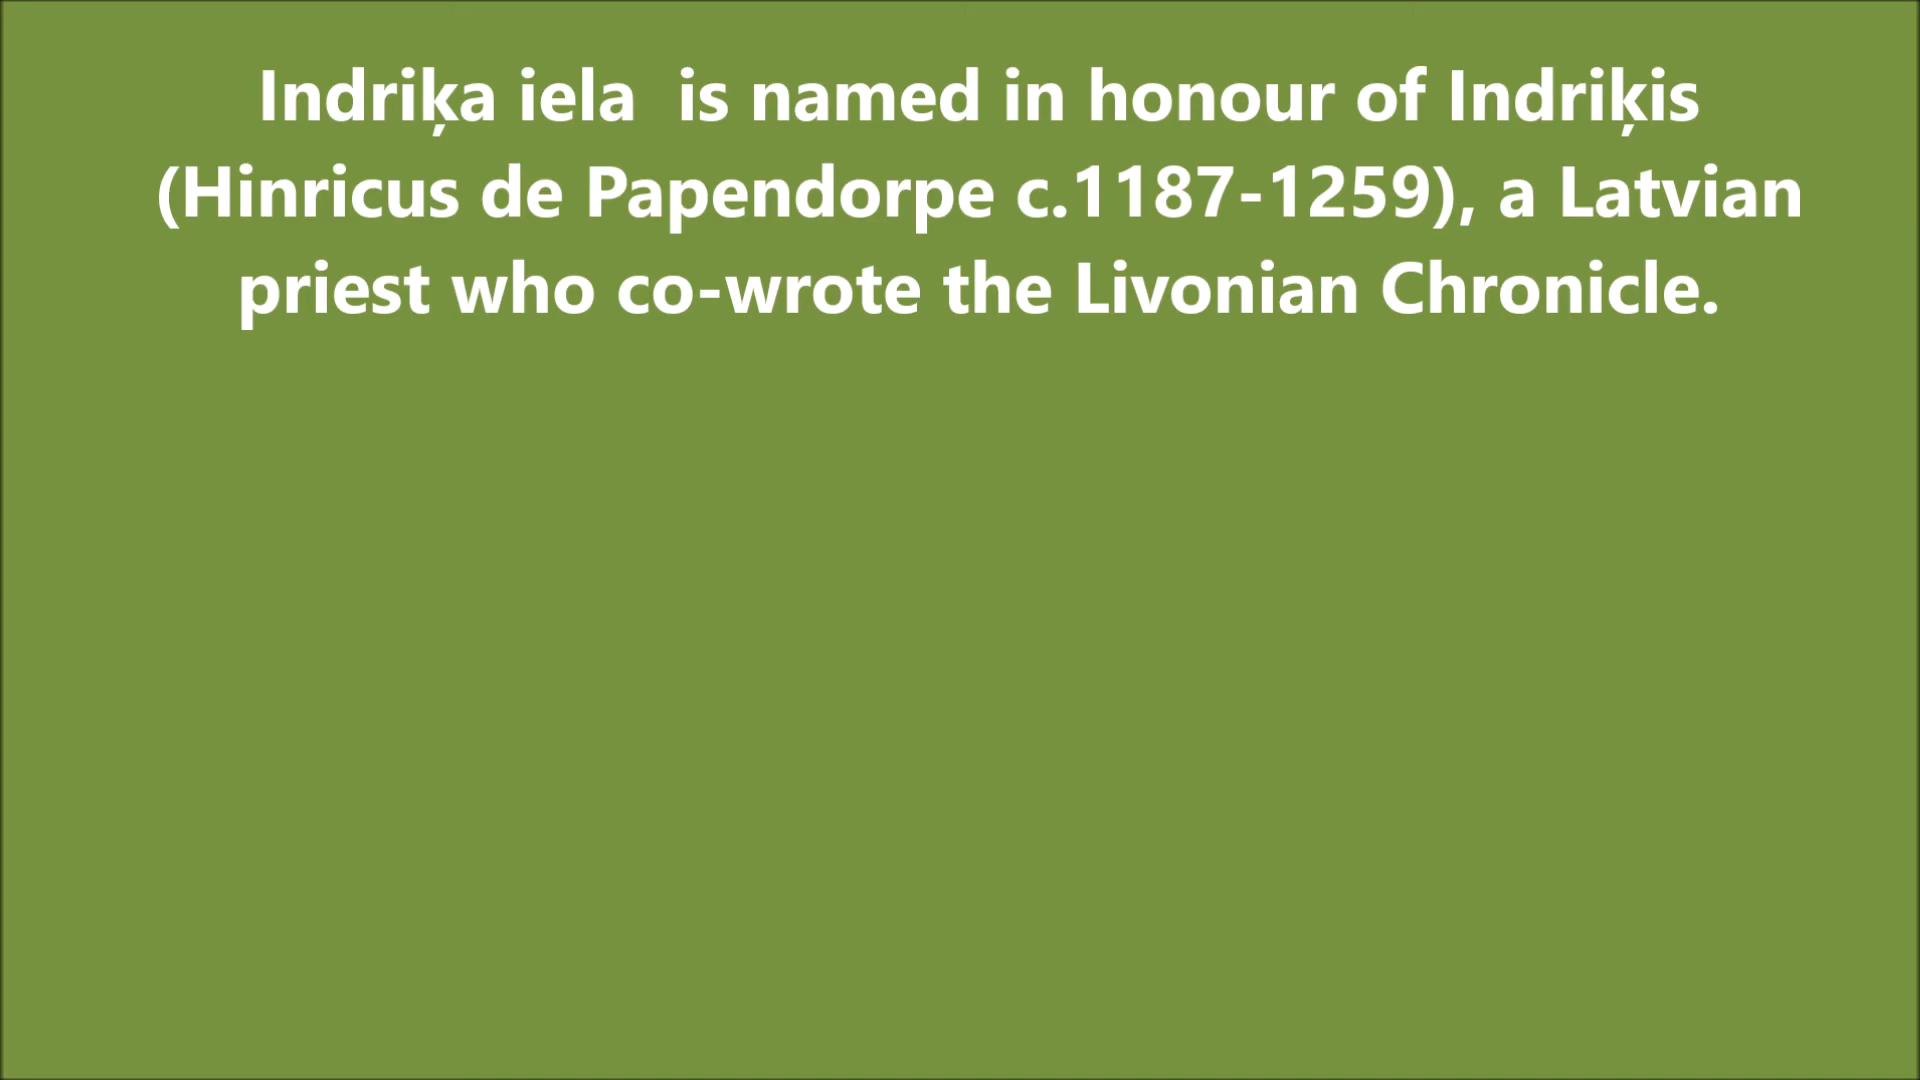 Indriķa iela  is named in honour of Indriķis
(Hinricus de Papendorpe c.1187-1259), a Latvian
priest who co-wrote the Livonian Chronicle.